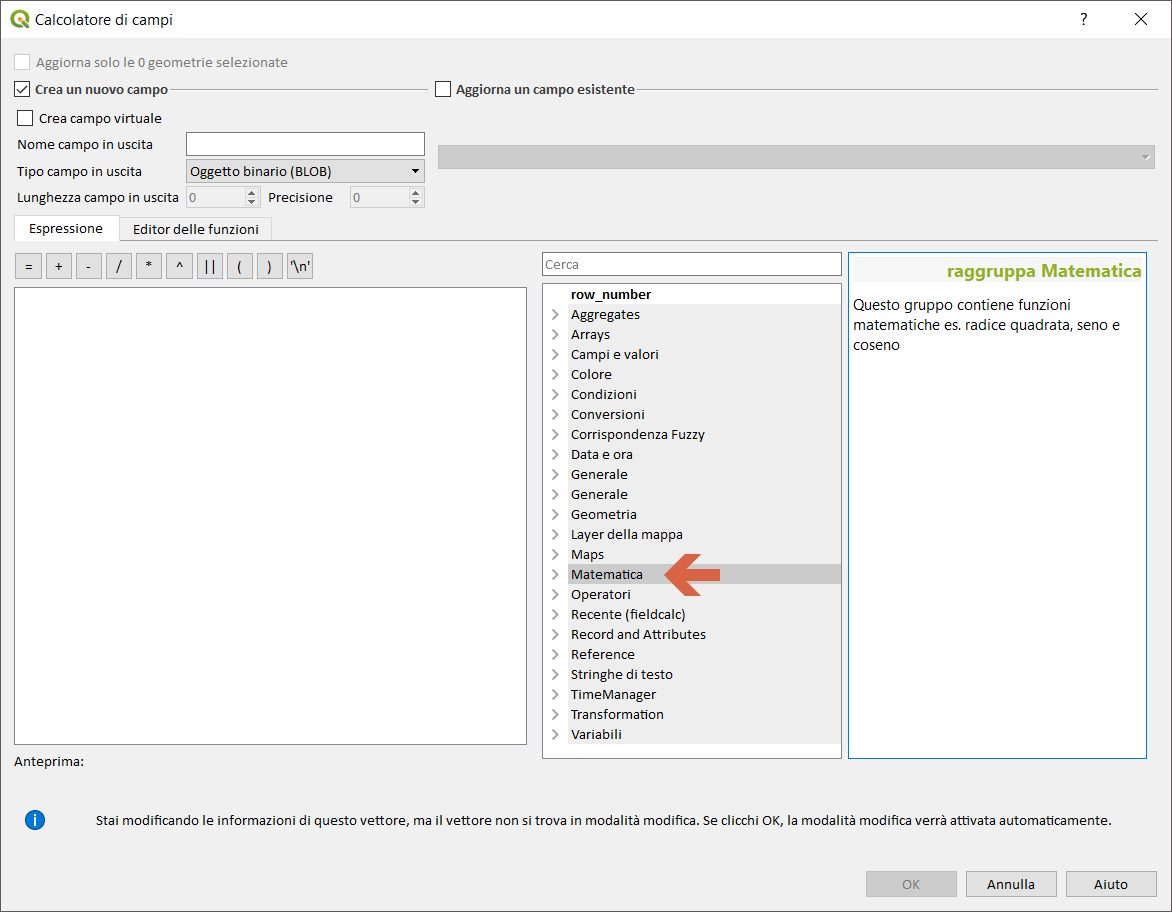 Calcolatore di campi
?
Aggiorna solo le 0 geometrie selezionate
Crea un nuovo campo
Aggiorna un campo esistente
Crea campo virtuale
Nome campo in uscita
Tipo campo in uscita
Oggetto binario (BLOB)
Lunghezza campo in uscita
0
Precisione
0
Espressione
Editor delle funzioni
= + - / * ^ || ( ) '\n'
Cerca
row_number
Aggregates
Arrays
Campi e valori
Colore
Condizioni
Conversioni
Corrispondenza Fuzzy
Data e ora
Generale
Generale
Geometria
Layer della mappa
Maps
Matematica
Operatori
Recente (fieldcalc)
Record and Attributes
Reference
Stringhe di testo
TimeManager
Transformation
Variabili
raggruppa Matematica
Questo gruppo contiene funzioni
matematiche es. radice quadrata, seno e
coseno
Anteprima:
Stai modificando le informazioni di questo vettore, ma il vettore non si trova in modalità modifica. Se clicchi OK, la modalità modifica verrà attivata automaticamente.
OK
Annulla
Aiuto